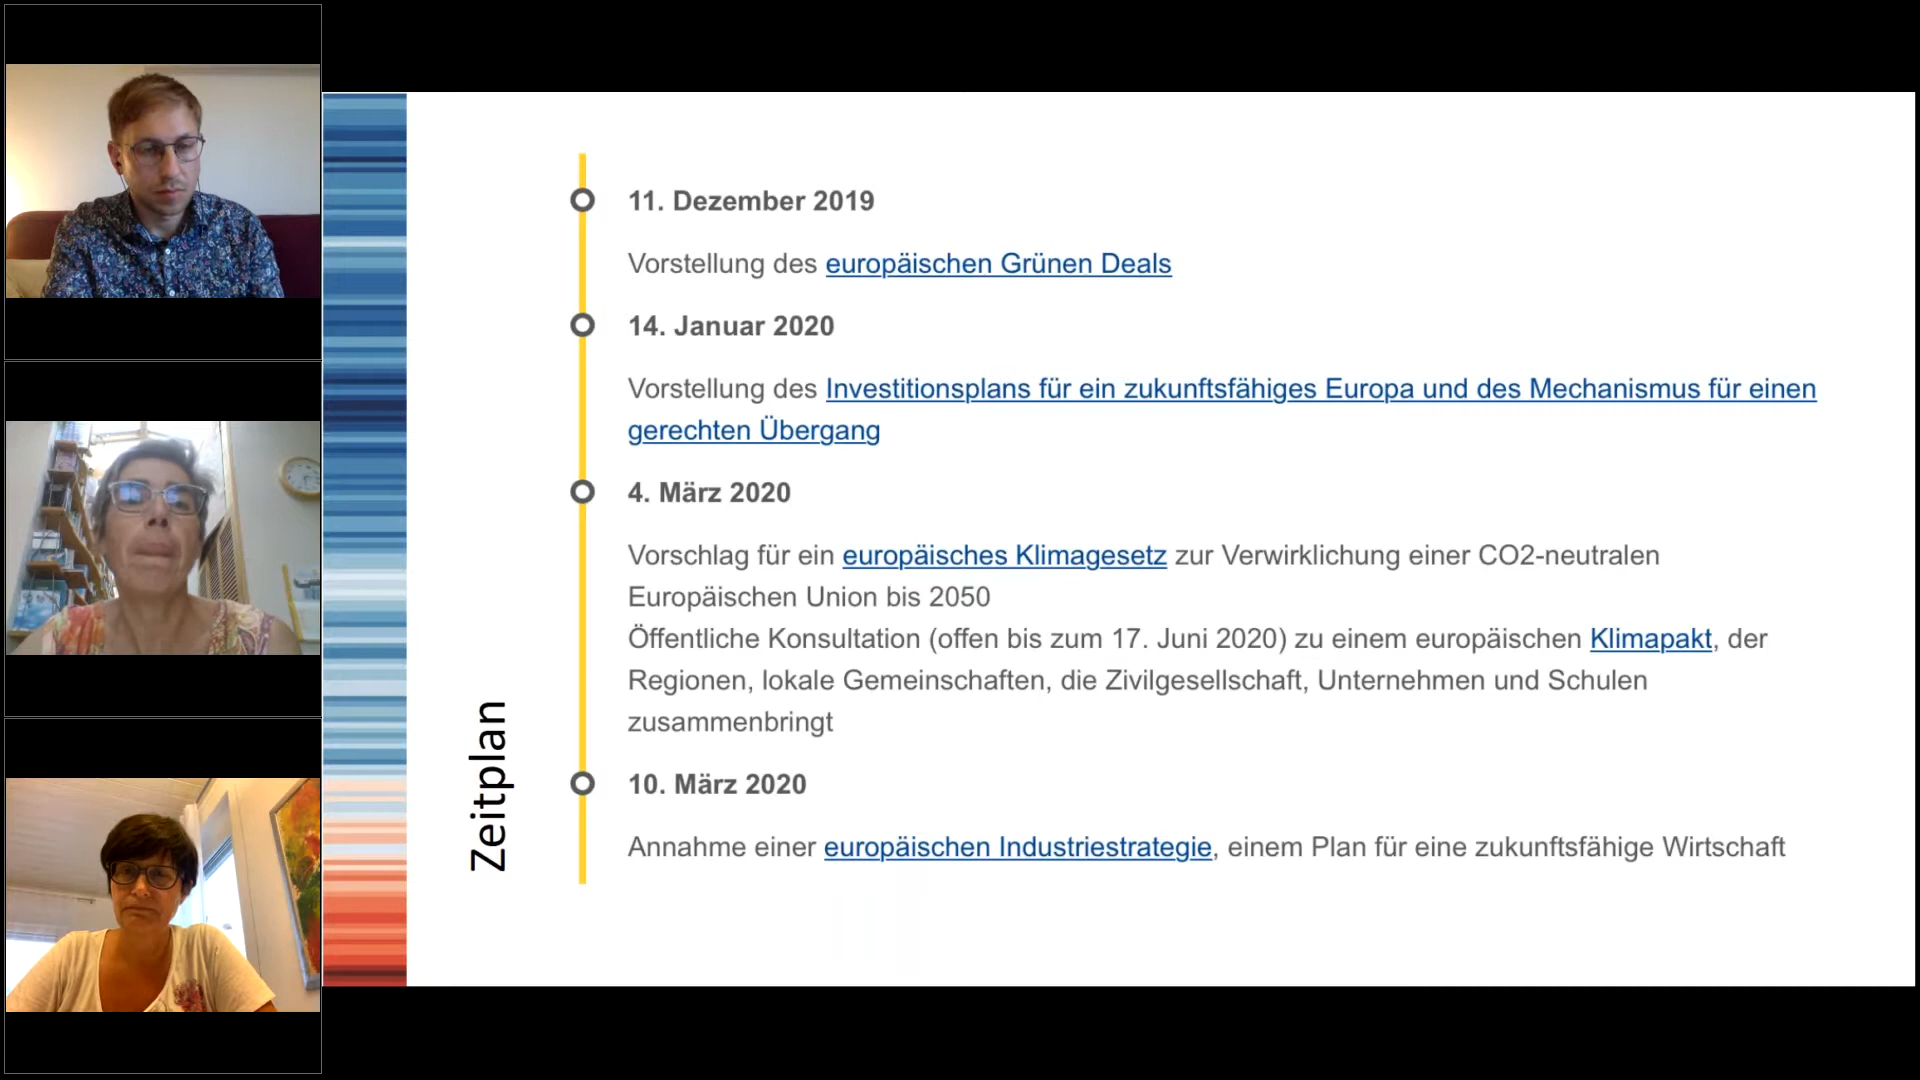 Zeitplan
11. Dezember 2019
Vorstellung des europäischen Grünen Deals
14. Januar 2020
Vorstellung des Investitionsplans für ein zukunftsfähiges Europa und des Mechanismus für einen
gerechten Übergang
4. März 2020
Vorschlag für ein europäisches Klimagesetz zur Verwirklichung einer CO2-neutralen
Europäischen Union bis 2050
Öffentliche Konsultation (offen bis zum 17. Juni 2020) zu einem europäischen Klimapakt, der
Regionen, lokale Gemeinschaften, die Zivilgesellschaft, Unternehmen und Schulen
zusammenbringt
10. März 2020
Annahme einer europäischen Industriestrategie, einem Plan für eine zukunftsfähige Wirtschaft